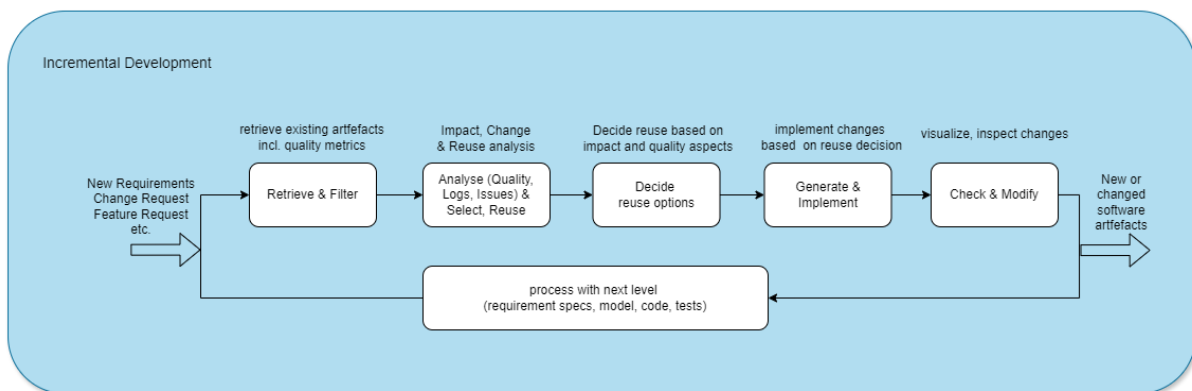 Incremental Development
retrieve existing artfefacts
incl. quality metrics
Impact, Change
& Reuse analysis
Decide reuse based on
impact and quality aspects
implement changes
based on reuse decision
visualize, inspect changes
New Requirements
Change Request
Feature Request
etc.
Retrieve & Filter
Analyse (Quality,
Logs, Issues) &
Select, Reuse
Decide
reuse options
Generate &
Implement
Check & Modify
New or
changed
software
artfefacts
process with next level
(requirement specs, model, code, tests)